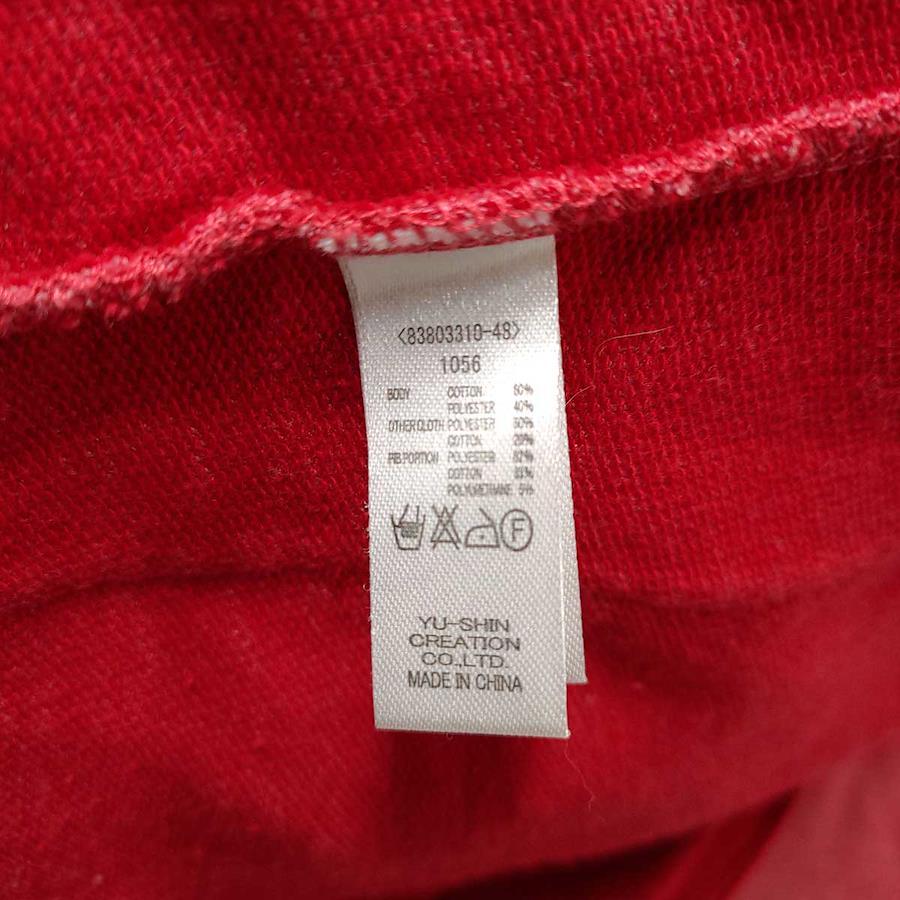 <83803310-48>
1056
BODY COTTON 60%
POLYESTER 40%
OTHER CLOTH POLYESTER
COTTON
RIB PORTION POLYESTER
COTTON
POLYURETHANE 5%
F
YU-SHIN
CREATION
CO.,LTD.
MADE IN CHINA